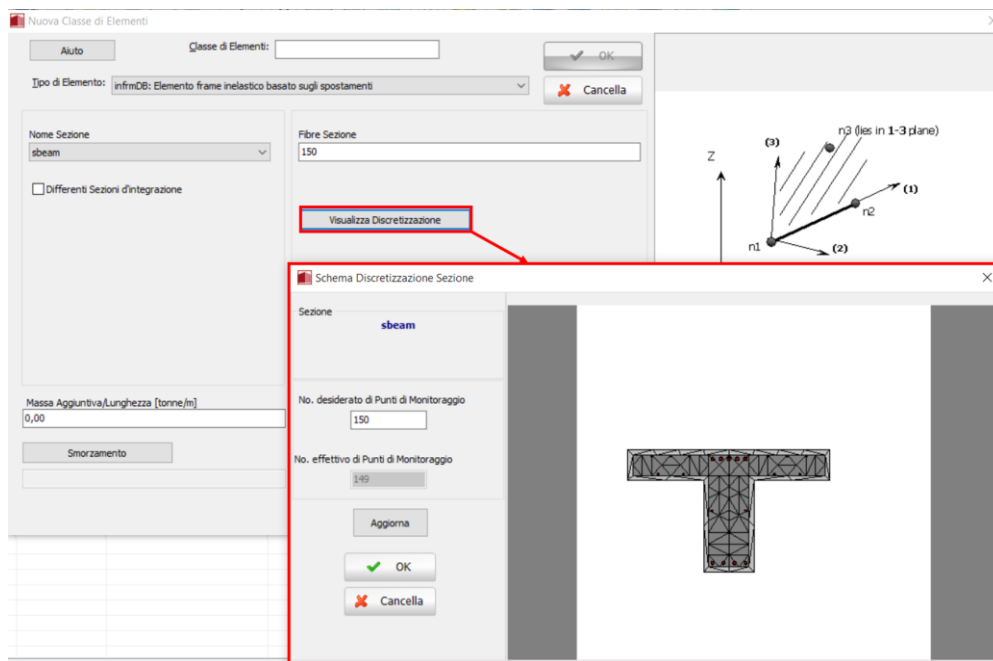 Nuova Classe di Elementi
Aiuto
Classe di Elementi:
OK
Tipo di Elemento:
infrmDB: Elemento frame inelastico basato sugli spostamenti
Cancella
Nome Sezione
sbeam
Fibre Sezione
150
Differenti Sezioni d'integrazione
Visualizza Discretizzazione
n3 (lies in 1-3 plane)
(3)
Z
(1)
n2
n1
(2)
Schema Discretizzazione Sezione
Sezione
sbeam
Massa Aggiuntiva/Lunghezza [tonne/m]
0,00
No. desiderato di Punti di Monitoraggio
150
Smorzamento
No. effettivo di Punti di Monitoraggio
149
Aggiorna
OK
Cancella